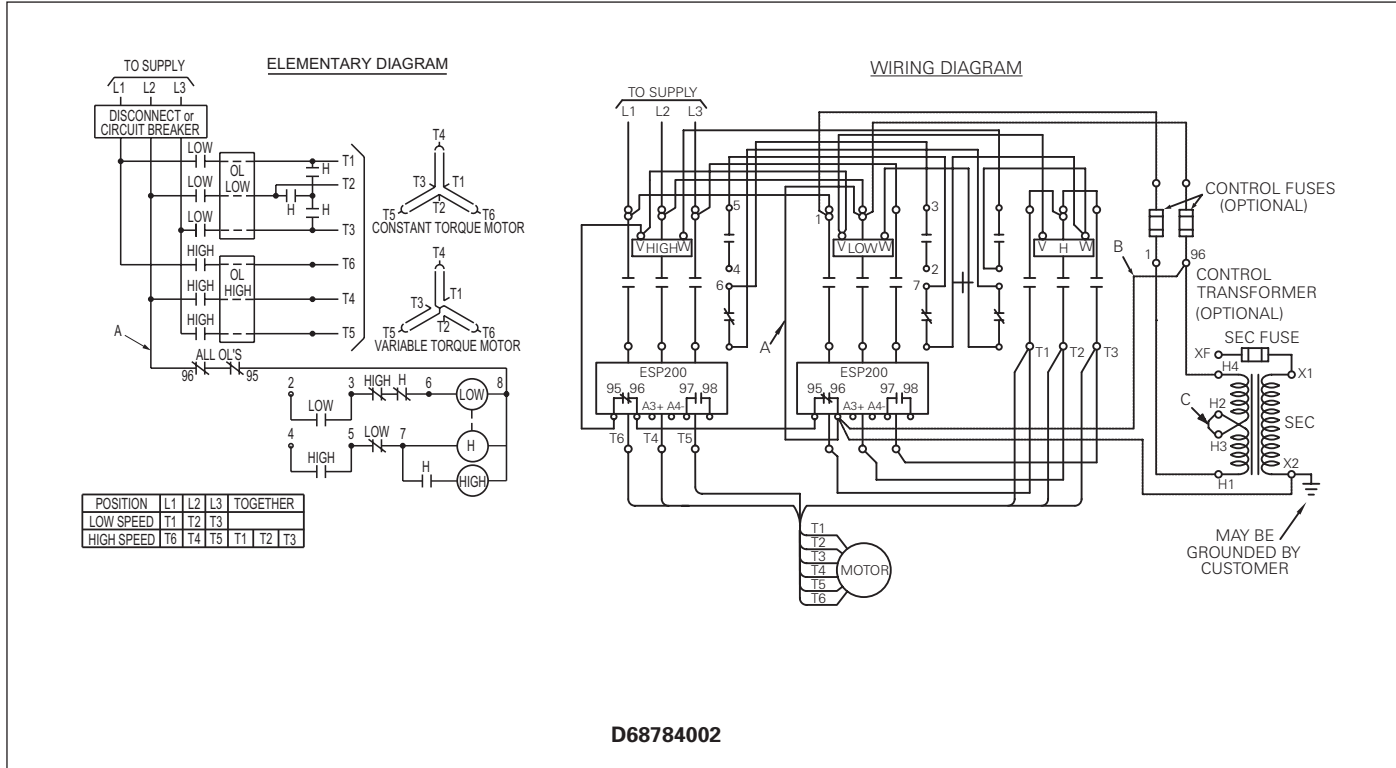 ELEMENTARY DIAGRAM
TO SUPPLY
L1 L2 L3
DISCONNECT or
CIRCUIT BREAKER
LOW
LOW
LOW
OL
LOW
H
H
H
T1
T2
T3
HIGH
HIGH
HIGH
OL
HIGH
T6
T4
T5
A
ALL OL'S
96 95
T4
T3 T1
T2
T5 T6
CONSTANT TORQUE MOTOR
T4
T3 T1
T2
T5 T6
VARIABLE TORQUE MOTOR
2 3 HIGH H 6 8
LOW
LOW
4 5 LOW 7
HIGH
H
H
HIGH
POSITION L1 L2 L3 TOGETHER
LOW SPEED T1 T2 T3
HIGH SPEED T6 T4 T5 T1 T2 T3
WIRING DIAGRAM
TO SUPPLY
L1 L2 L3
5
1
3
V HIGH W
V LOW W
V H W
4
6
2
7
A
T1 T2 T3
ESP200
95 96 97 98
A3+ A4-
ESP200
95 96 97 98
A3+ A4-
T6 T4 T5
T1
T2
T3
T4
T5
T6
MOTOR
CONTROL FUSES
(OPTIONAL)
B
1 96
CONTROL
TRANSFORMER
(OPTIONAL)
SEC FUSE
XF
H4
X1
C
H2
H3
SEC
H1
X2
MAY BE
GROUNDED BY
CUSTOMER
D68784002